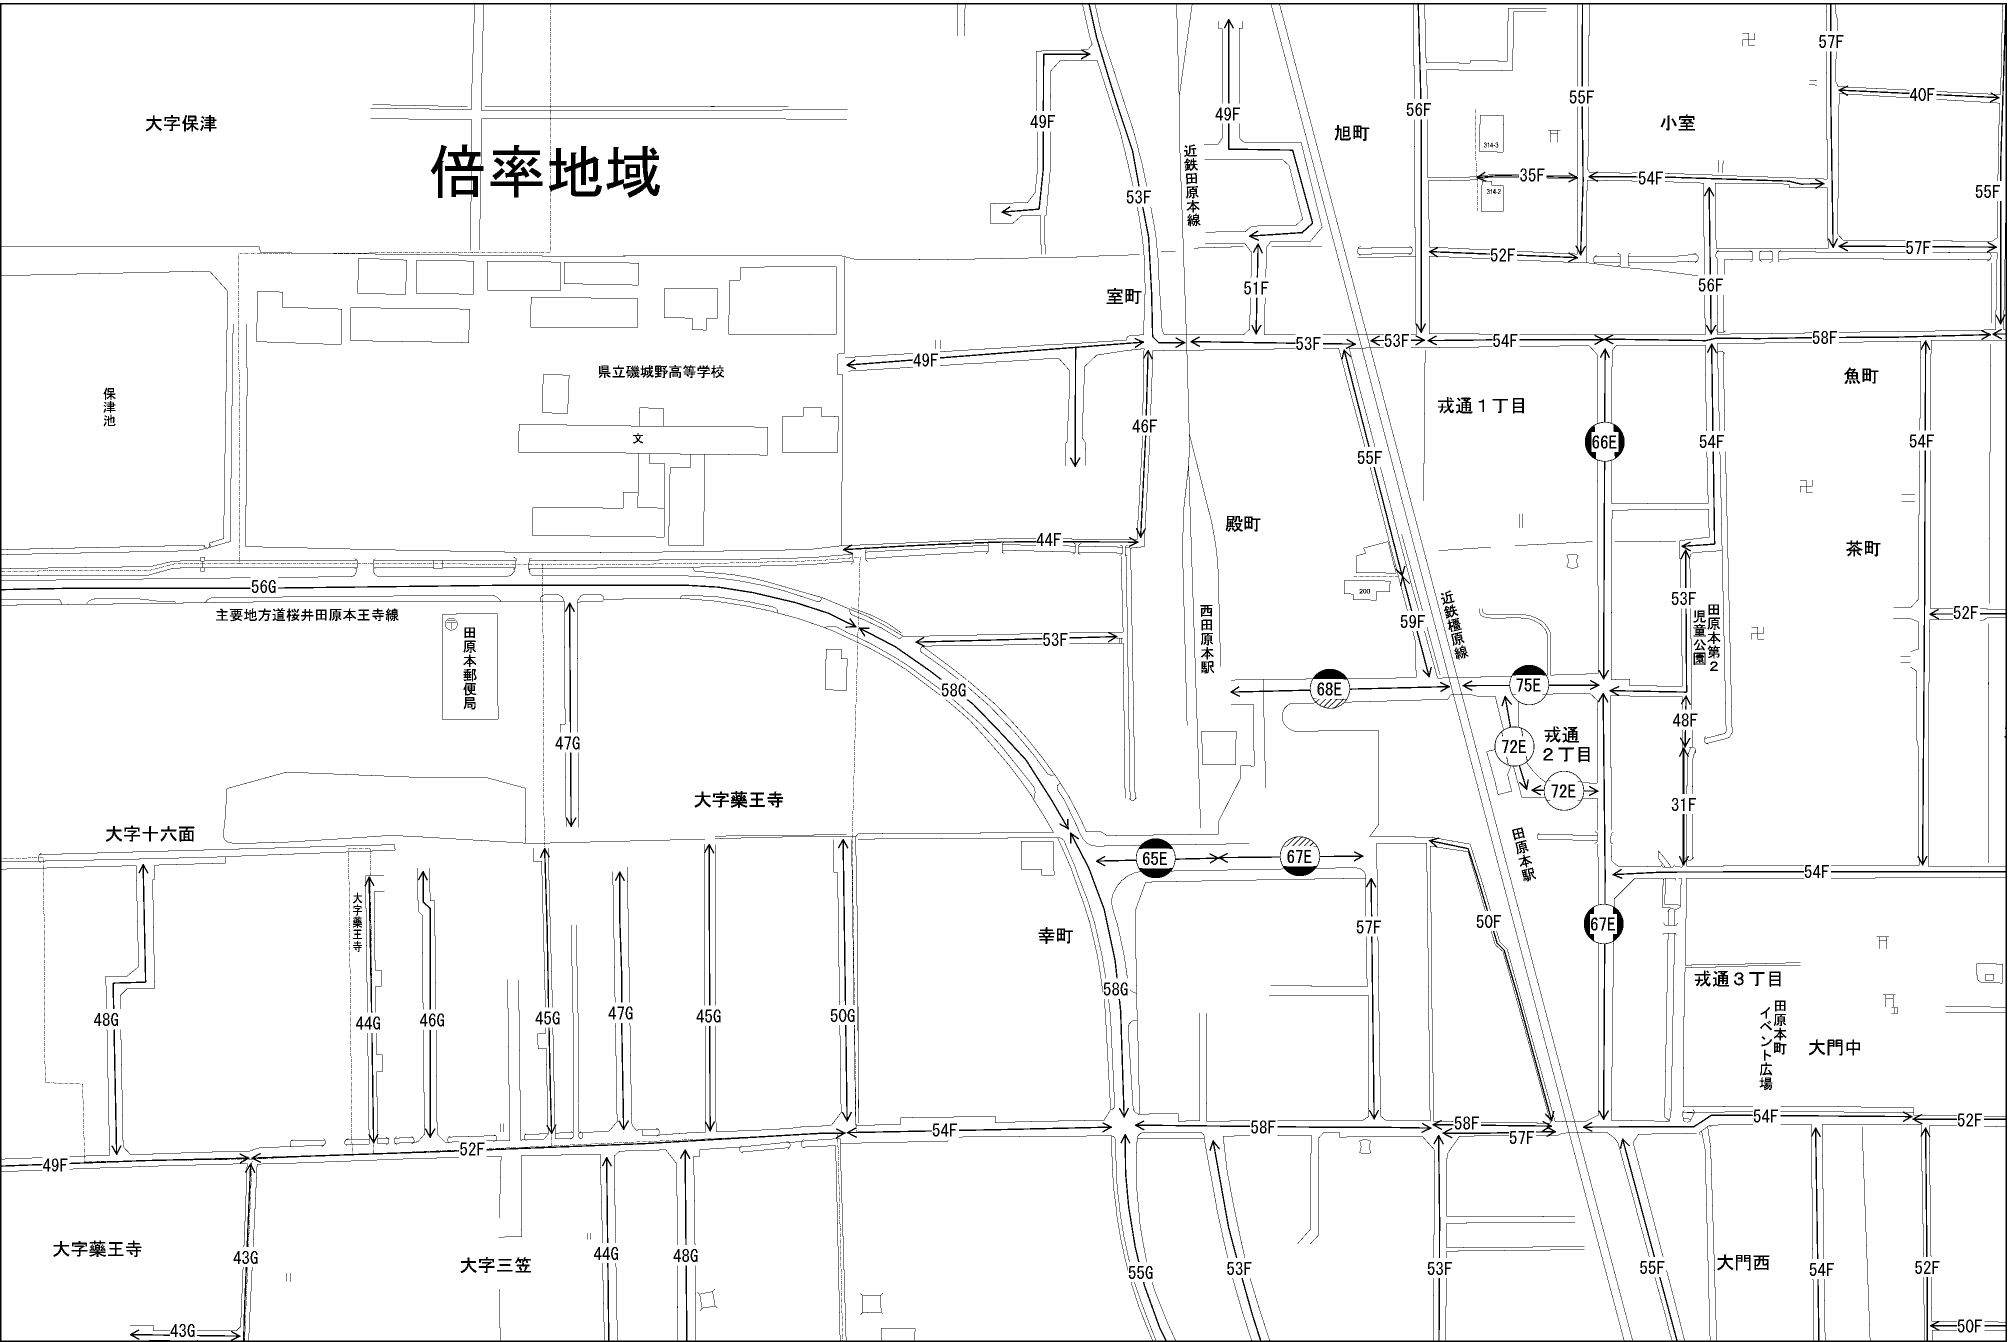 57F
大字保津
倍率地域
49F
49F
56F
55F
40F
旭町
小室
314-3
近鉄田原本線
53F
35F
54F
314-2
55F
52F
57F
室町
51F
56F
53F
53F
54F
58F
49F
県立磯城野高等学校
魚町
保津池
戎通1丁目
文
46F
55F
66E
54F
54F
殿町
44F
茶町
56G
主要地方道桜井田原本王寺線
田原本郵便局
200
近鉄橿原線
59F
53F
田原本第2児童公園
52F
西田原本駅
53F
58G
68E
75E
48F
47G
72E
戎通2丁目
72E
31F
大字薬王寺
大字十六面
田原本駅
65E
67E
54F
大字薬王寺
57F
50F
67E
幸町
戎通3丁目
58G
48G
44G
46G
45G
47G
45G
50G
田原本町イベント広場
大門中
54F
58F
58F
57F
54F
52F
49F
52F
大字薬王寺
43G
大字三笠
44G
48G
55G
53F
53F
55F
大門西
54F
52F
43G
50F